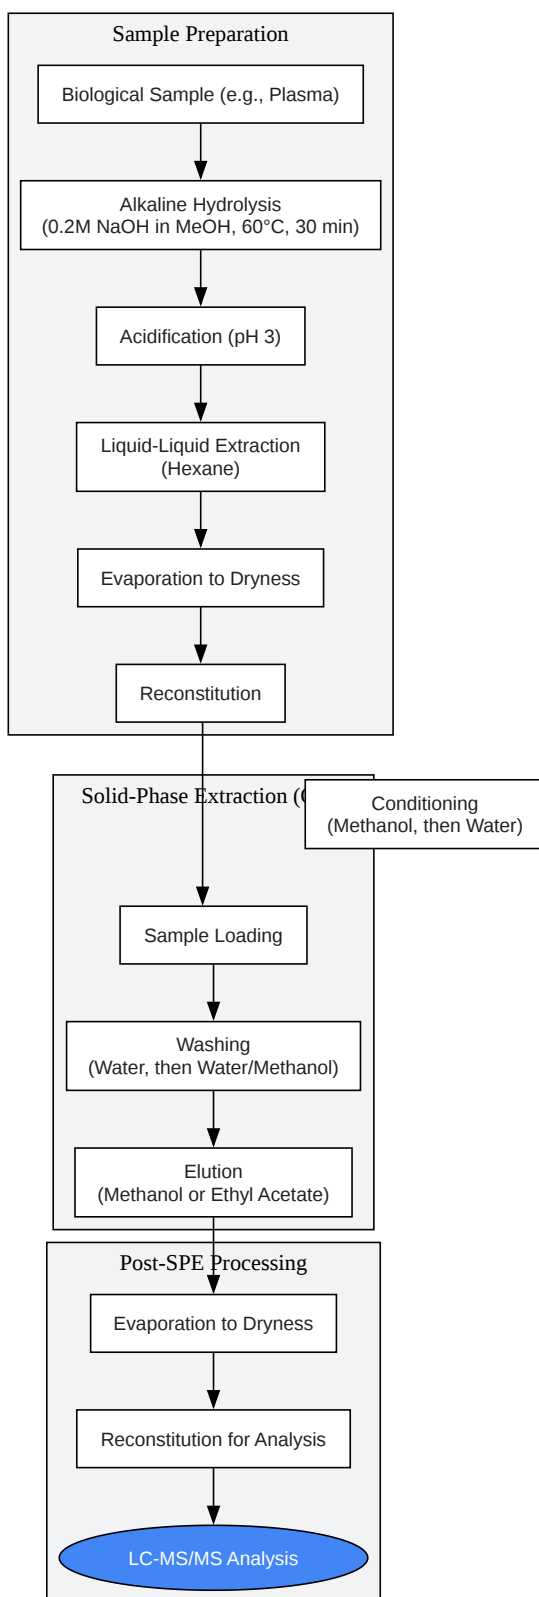 Sample Preparation
Biological Sample (e.g., Plasma)
Alkaline Hydrolysis
(0.2M NaOH in MeOH, 60°C, 30 min)
Acidification (pH 3)
Liquid-Liquid Extraction
(Hexane)
Evaporation to Dryness
Reconstitution
Solid-Phase Extraction (
Conditioning
(Methanol, then Water)
Sample Loading
Washing
(Water, then Water/Methanol)
Elution
(Methanol or Ethyl Acetate)
Post-SPE Processing
Evaporation to Dryness
Reconstitution for Analysis
LC-MS/MS Analysis